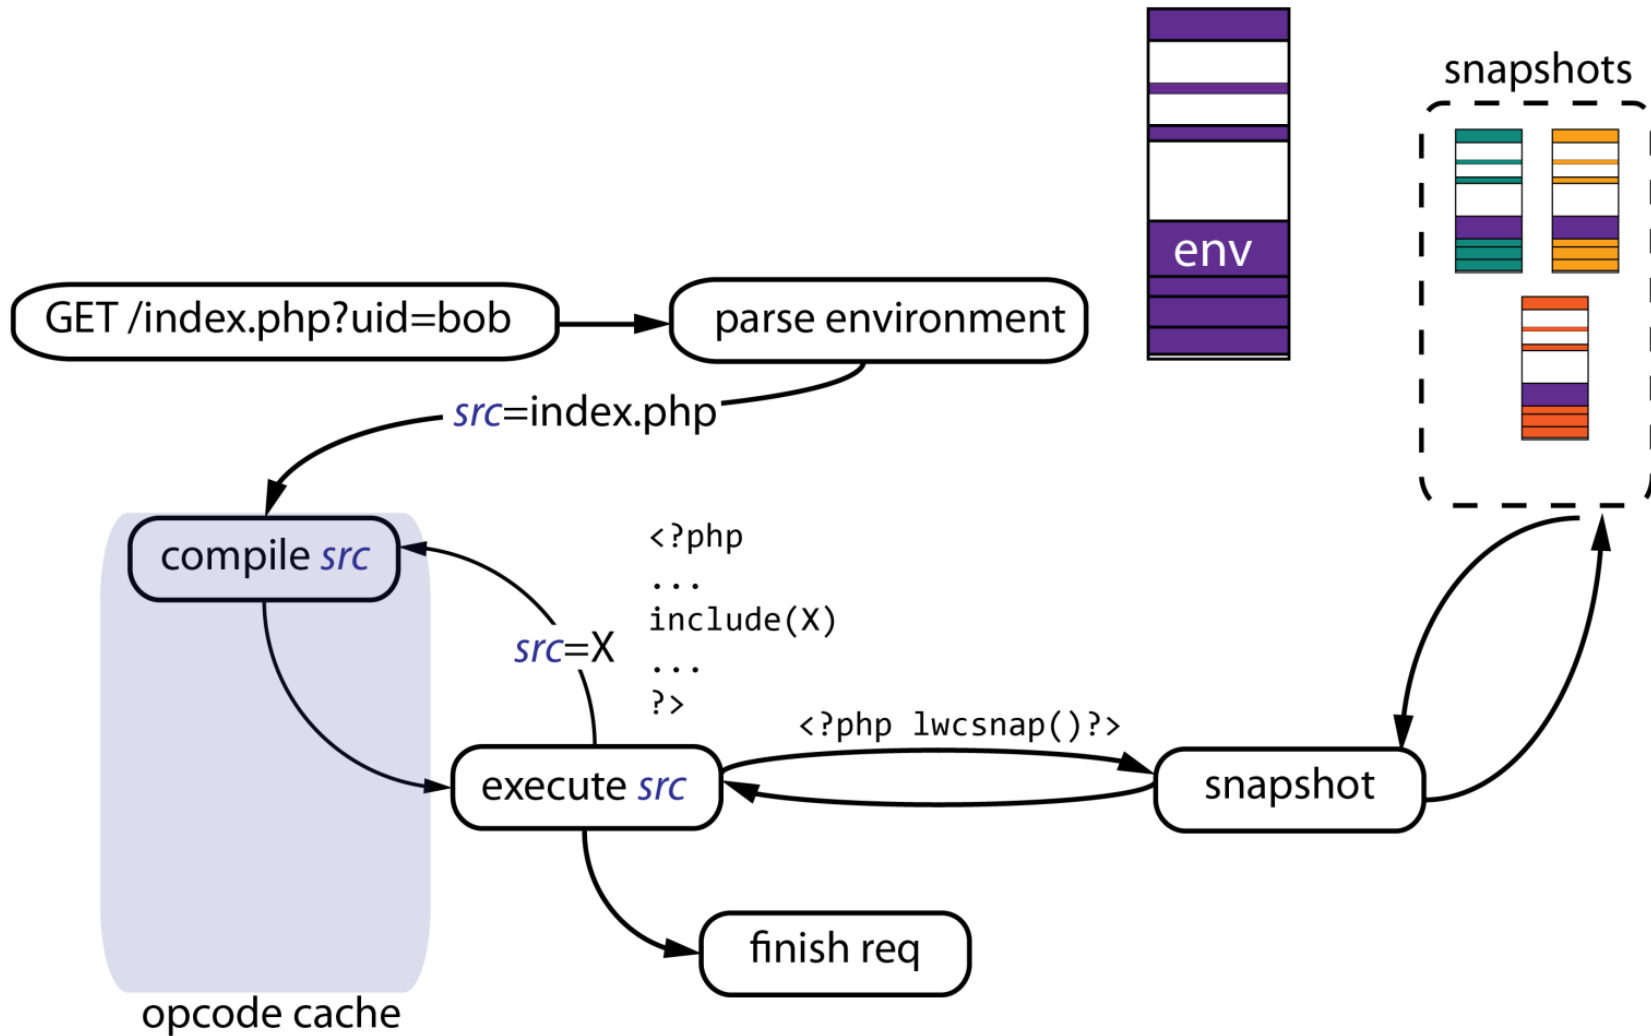 snapshots
env
GET /index.php?uid=bob
parse environment
src=index.php
compile src
<?php
...
include(X)
...
?>
src=X
<?php lwcsnap()?>
execute src
snapshot
finish req
opcode cache